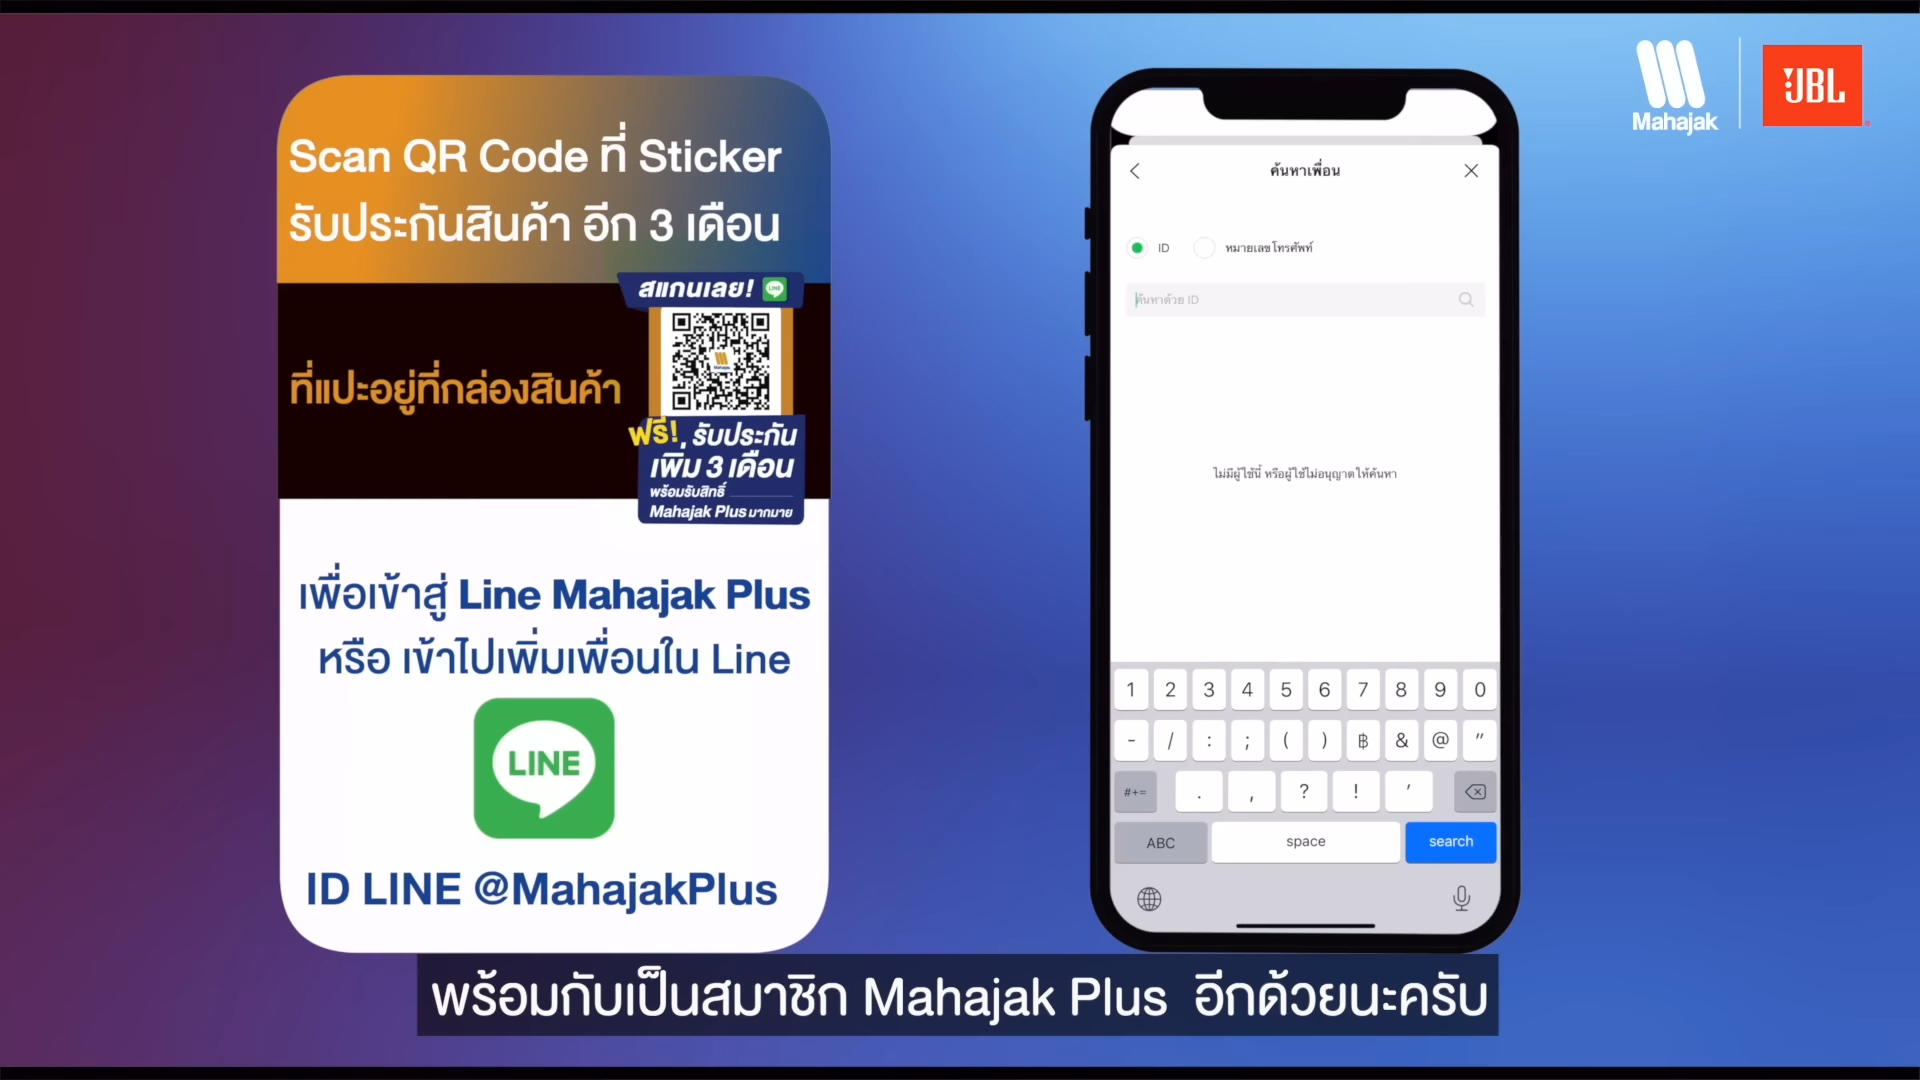 Scan QR Code ที่ Sticker
รับประกันสินค้า อีก 3 เดือน
สแกนเลย! LINE
ที่แปะอยู่ที่กล่องสินค้า
Mahajak
ฟรี!, รับประกัน
เพิ่ม 3 เดือน
พร้อมรับสิทธิ์
Mahajak Plus มากมาย
เพื่อเข้าสู่ Line Mahajak Plus
หรือ เข้าไปเพิ่มเพื่อนใน Line
LINE
ID LINE @MahajakPlus
Mahajak
JBL
ค้นหาเพื่อน
ID หมายเลขโทรศัพท์
ค้นหาด้วย ID
ไม่มีผู้ใช้นี้ หรือผู้ใช้ไม่อนุญาตให้ค้นหา
1 2 3 4 5 6 7 8 9 0
- / : ; ( ) ฿ & @ "
#+= . , ? ! '
ABC space search
พร้อมกับเป็นสมาชิก Mahajak Plus อีกด้วยนะครับ